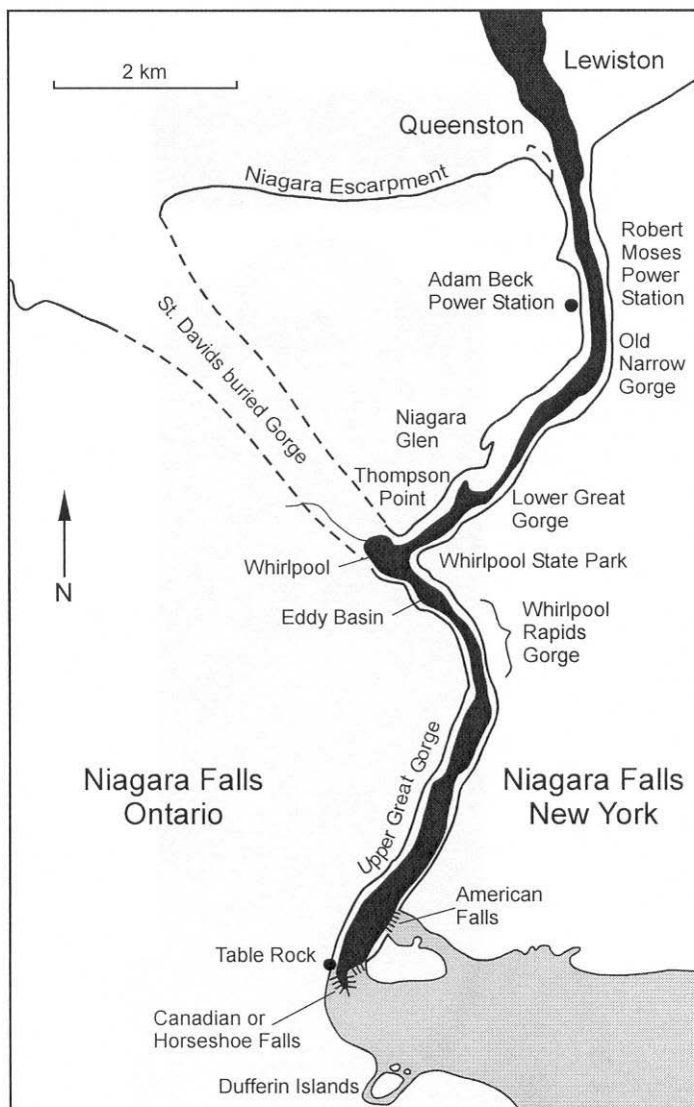 2 km
Lewiston
Queenston
Niagara Escarpment
Robert
Moses
Power
Station
Adam Beck
Power Station
St. Davids buried Gorge
Old
Narrow
Gorge
Niagara
Glen
Thompson
Point
Lower Great
Gorge
Whirlpool
Whirlpool State Park
N
Eddy Basin
Whirlpool
Rapids
Gorge
Niagara Falls
Ontario
Upper Great Gorge
Niagara Falls
New York
American
Falls
Table Rock
Canadian or
Horseshoe Falls
Dufferin Islands